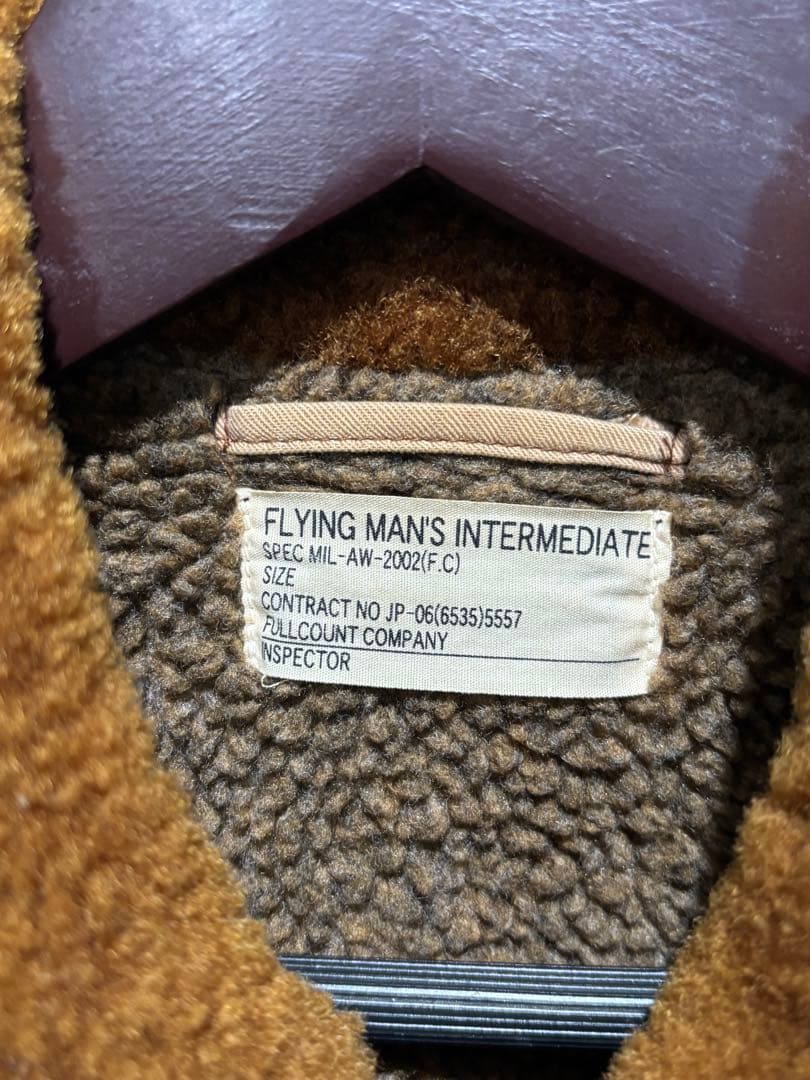 FLYING MAN'S INTERMEDIATE
SPEC MIL-AW-2002(F.C)
SIZE
CONTRACT NO JP-06(6535)5557
FULLCOUNT COMPANY
INSPECTOR